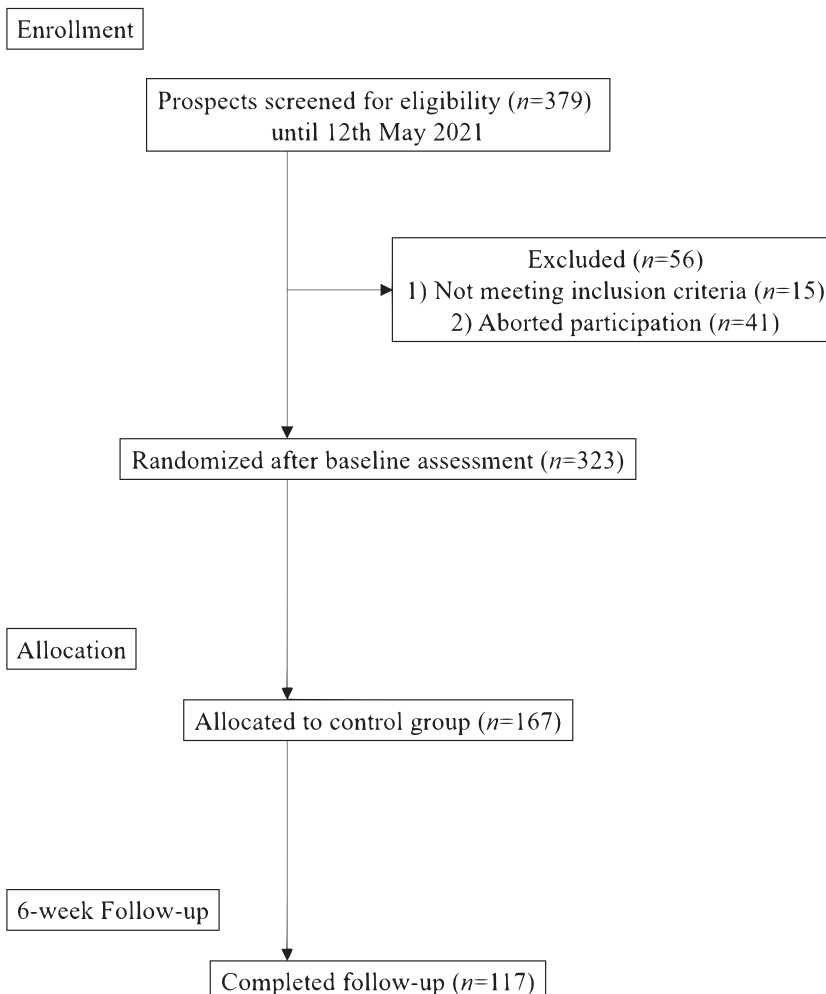 Enrollment
Prospects screened for eligibility (n=379)
until 12th May 2021
Excluded (n=56)
1) Not meeting inclusion criteria (n=15)
2) Aborted participation (n=41)
Randomized after baseline assessment (n=323)
Allocation
Allocated to control group (n=167)
6-week Follow-up
Completed follow-up (n=117)